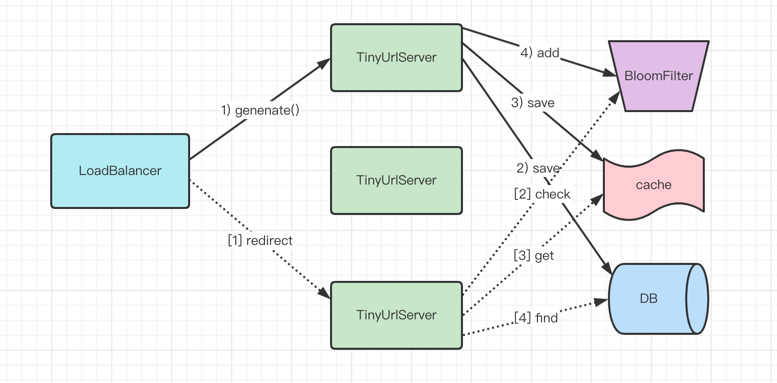 TinyUrlServer
4) add
BloomFilter
1) genenate()
3) save
LoadBalancer
TinyUrlServer
2) save
cache
[2] check
[1] redirect
[3] get
TinyUrlServer
[4] find
DB